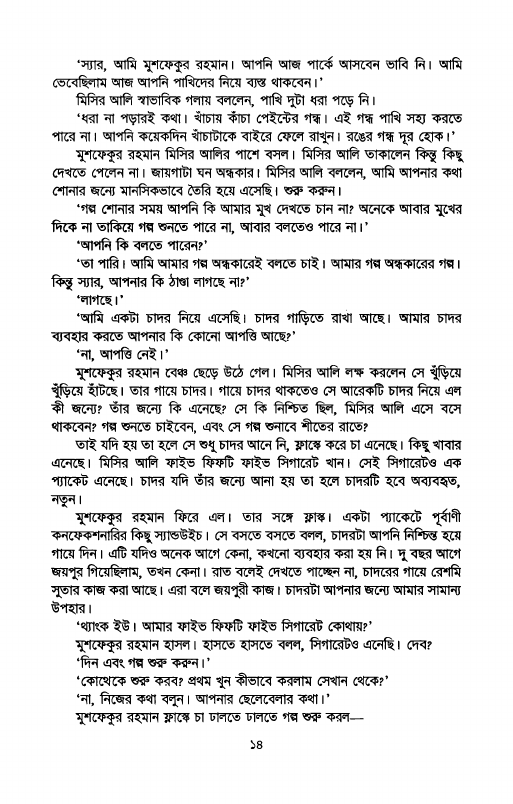 ‘স্যার, আমি মুশফেকুর রহমান। আপনি আজ পার্কে আসবেন ভাবি নি। আমি
ভেবেছিলাম আজ আপনি পাখিদের নিয়ে ব্যস্ত থাকবেন।’
মিসির আলি স্বাভাবিক গলায় বললেন, পাখি দুটা ধরা পড়ে নি।
‘ধরা না পড়ারই কথা। খাঁচায় কাঁচা পেইন্টের গন্ধ। এই গন্ধ পাখি সহ্য করতে
পারে না। আপনি কয়েকদিন খাঁচাটাকে বাইরে ফেলে রাখুন। রঙের গন্ধ দূর হোক।’
মুশফেকুর রহমান মিসির আলির পাশে বসল। মিসির আলি তাকালেন কিন্তু কিছু
দেখতে পেলেন না। জায়গাটা ঘন অন্ধকার। মিসির আলি বললেন, আমি আপনার কথা
শোনার জন্যে মানসিকভাবে তৈরি হয়ে এসেছি। শুরু করুন।
‘গল্প শোনার সময় আপনি কি আমার মুখ দেখতে চান না? অনেকে আবার মুখের
দিকে না তাকিয়ে গল্প শুনতে পারে না, আবার বলতেও পারে না।’
‘আপনি কি বলতে পারেন?’
‘তা পারি। আমি আমার গল্প অন্ধকারেই বলতে চাই। আমার গল্প অন্ধকারের গল্প।
কিন্তু স্যার, আপনার কি ঠাণ্ডা লাগছে না?’
‘লাগছে।’
‘আমি একটা চাদর নিয়ে এসেছি। চাদর গাড়িতে রাখা আছে। আমার চাদর
ব্যবহার করতে আপনার কি কোনো আপত্তি আছে?’
‘না, আপত্তি নেই।’
মুশফেকুর রহমান বেঞ্চ ছেড়ে উঠে গেল। মিসির আলি লক্ষ করলেন সে খুঁড়িয়ে
খুঁড়িয়ে হাঁটছে। তার গায়ে চাদর। গায়ে চাদর থাকতেও সে আরেকটি চাদর নিয়ে এল
কী জন্যে? তাঁর জন্যে কি এনেছে? সে কি নিশ্চিত ছিল, মিসির আলি এসে বসে
থাকবেন? গল্প শুনতে চাইবেন, এবং সে গল্প শুনাবে শীতের রাতে?
তাই যদি হয় তা হলে সে শুধু চাদর আনে নি, ফ্লাস্কে করে চা এনেছে। কিছু খাবার
এনেছে। মিসির আলি ফাইভ ফিফটি ফাইভ সিগারেট খান। সেই সিগারেটও এক
প্যাকেট এনেছে। চাদর যদি তাঁর জন্যে আনা হয় তা হলে চাদরটি হবে অব্যবহৃত,
নতুন।
মুশফেকুর রহমান ফিরে এল। তার সঙ্গে ফ্লাস্ক। একটা প্যাকেটে পূর্বাণী
কনফেকশনারির কিছু স্যান্ডউইচ। সে বসতে বসতে বলল, চাদরটা আপনি নিশ্চিন্ত হয়ে
গায়ে দিন। এটি যদিও অনেক আগে কেনা, কখনো ব্যবহার করা হয় নি। দু বছর আগে
জয়পুর গিয়েছিলাম, তখন কেনা। রাত বলেই দেখতে পাচ্ছেন না, চাদরের গায়ে রেশমি
সুতার কাজ করা আছে। এরা বলে জয়পুরী কাজ। চাদরটা আপনার জন্যে আমার সামান্য
উপহার।
‘থ্যাংক ইউ। আমার ফাইভ ফিফটি ফাইভ সিগারেট কোথায়?’
মুশফেকুর রহমান হাসল। হাসতে হাসতে বলল, সিগারেটও এনেছি। দেব?
‘দিন এবং গল্প শুরু করুন।’
‘কোত্থেকে শুরু করব? প্রথম খুন কীভাবে করলাম সেখান থেকে?’
‘না, নিজের কথা বলুন। আপনার ছেলেবেলার কথা।’
মুশফেকুর রহমান ফ্লাস্কে চা ঢালতে ঢালতে গল্প শুরু করল—
১৪